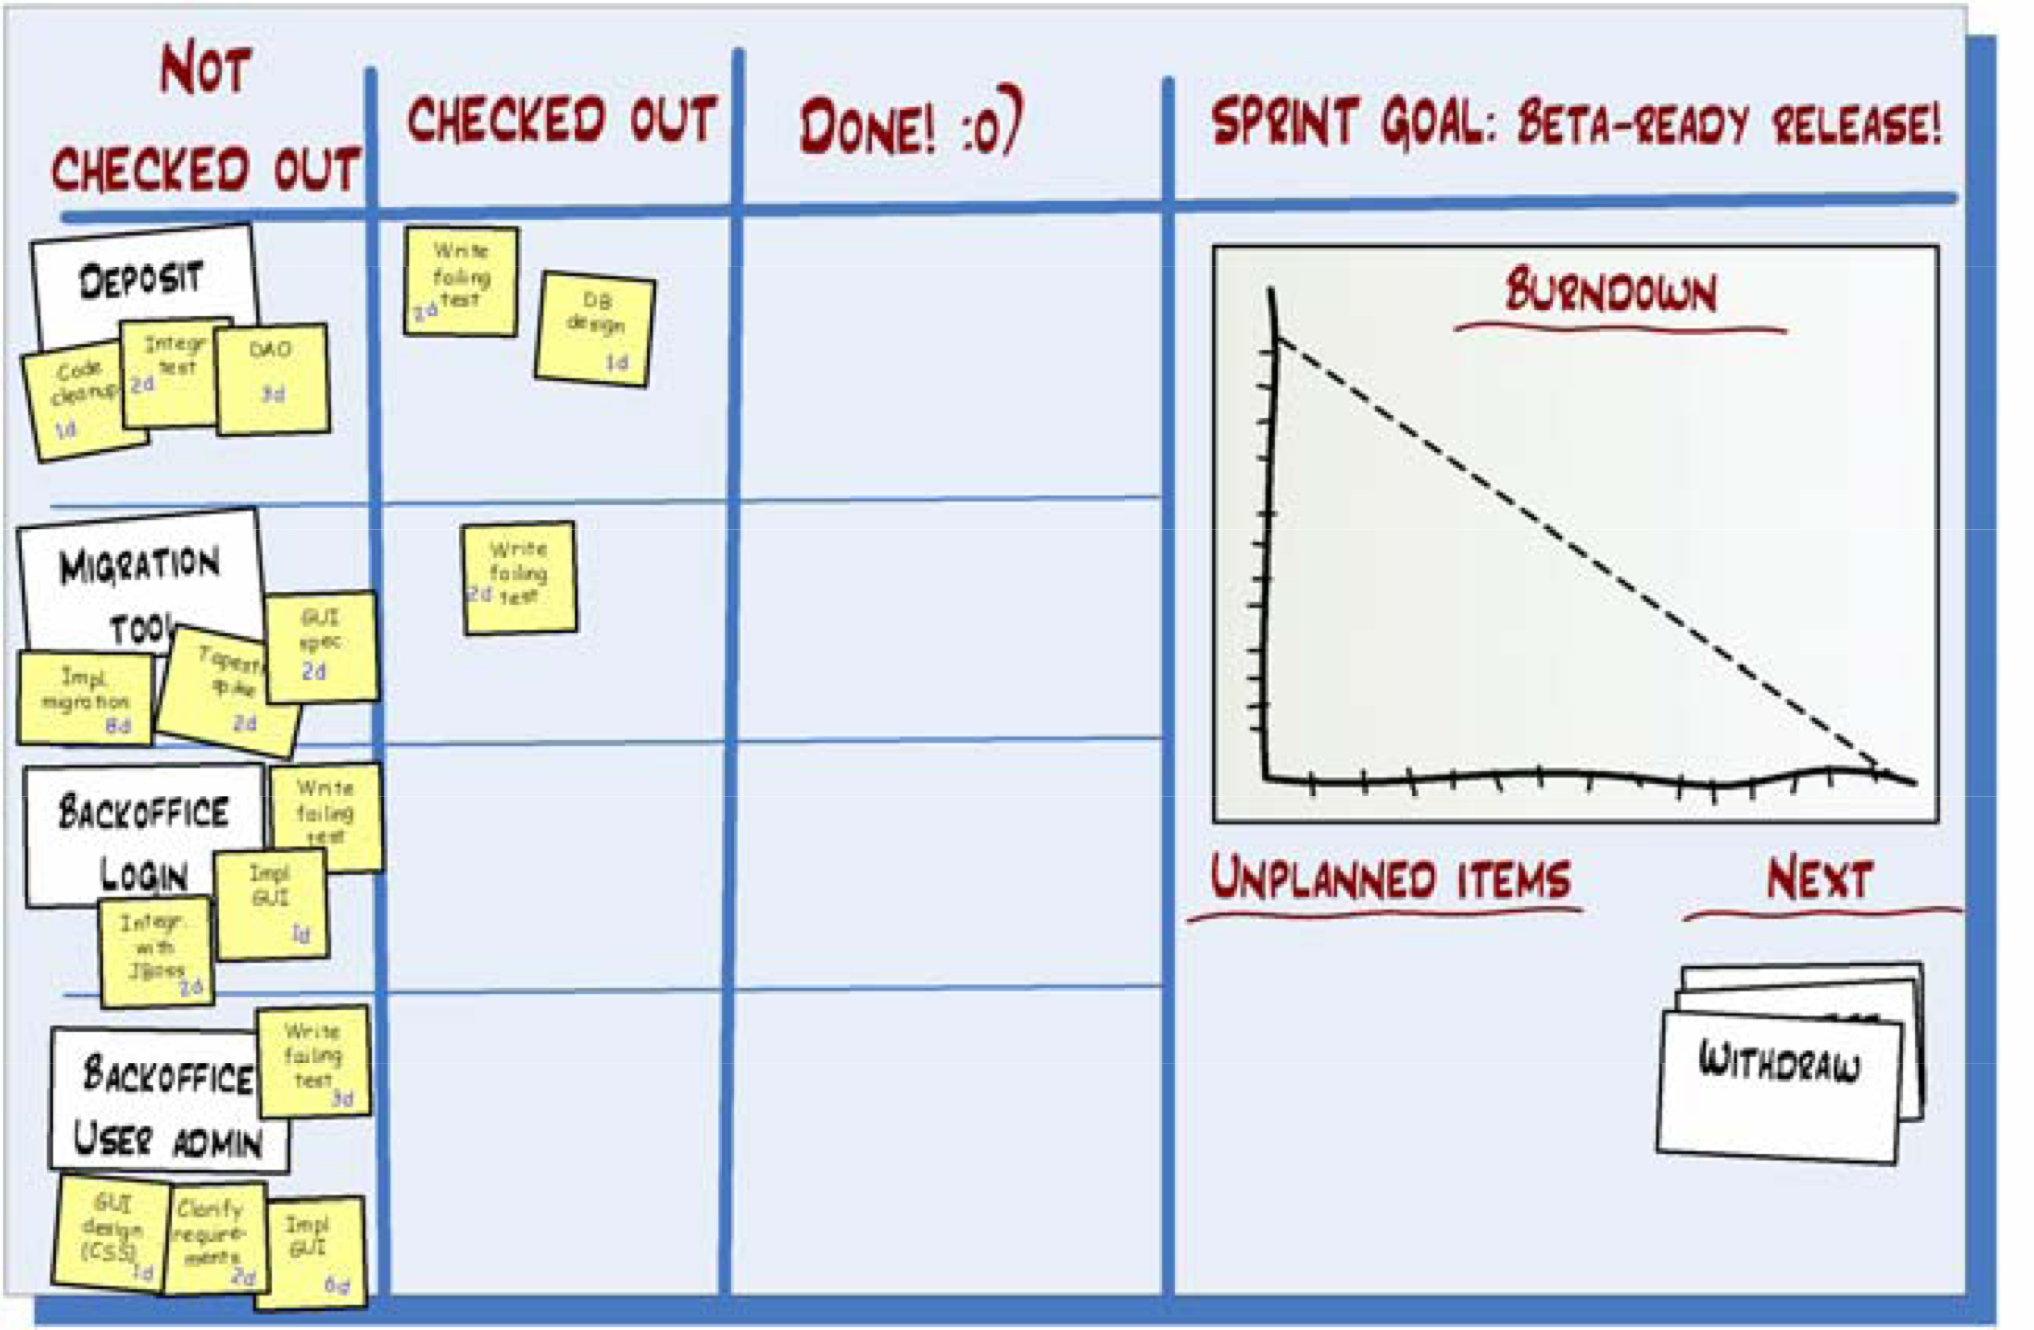 NOT
CHECKED OUT
CHECKED OUT
DONE! :o)
SPRINT GOAL: BETA-READY RELEASE!
DEPOSIT
Code
cleanup
1d
Integr
test
2d
DAO
3d
Write
failing
test
2d
DB
design
1d
MIGRATION
TOOL
Impl.
migration
8d
spike
2d
GUI
spec
2d
Write
failing
test
2d
BACKOFFICE
LOGIN
Write
failing
test
Impl
GUI
1d
Integr.
with
JBoss
2d
BACKOFFICE
USER ADMIN
Write
failing
test
3d
GUI
design
(CSS)
1d
Clarify
require-
ments
2d
Impl
GUI
6d
BURNDOWN
UNPLANNED ITEMS
NEXT
WITHDRAW